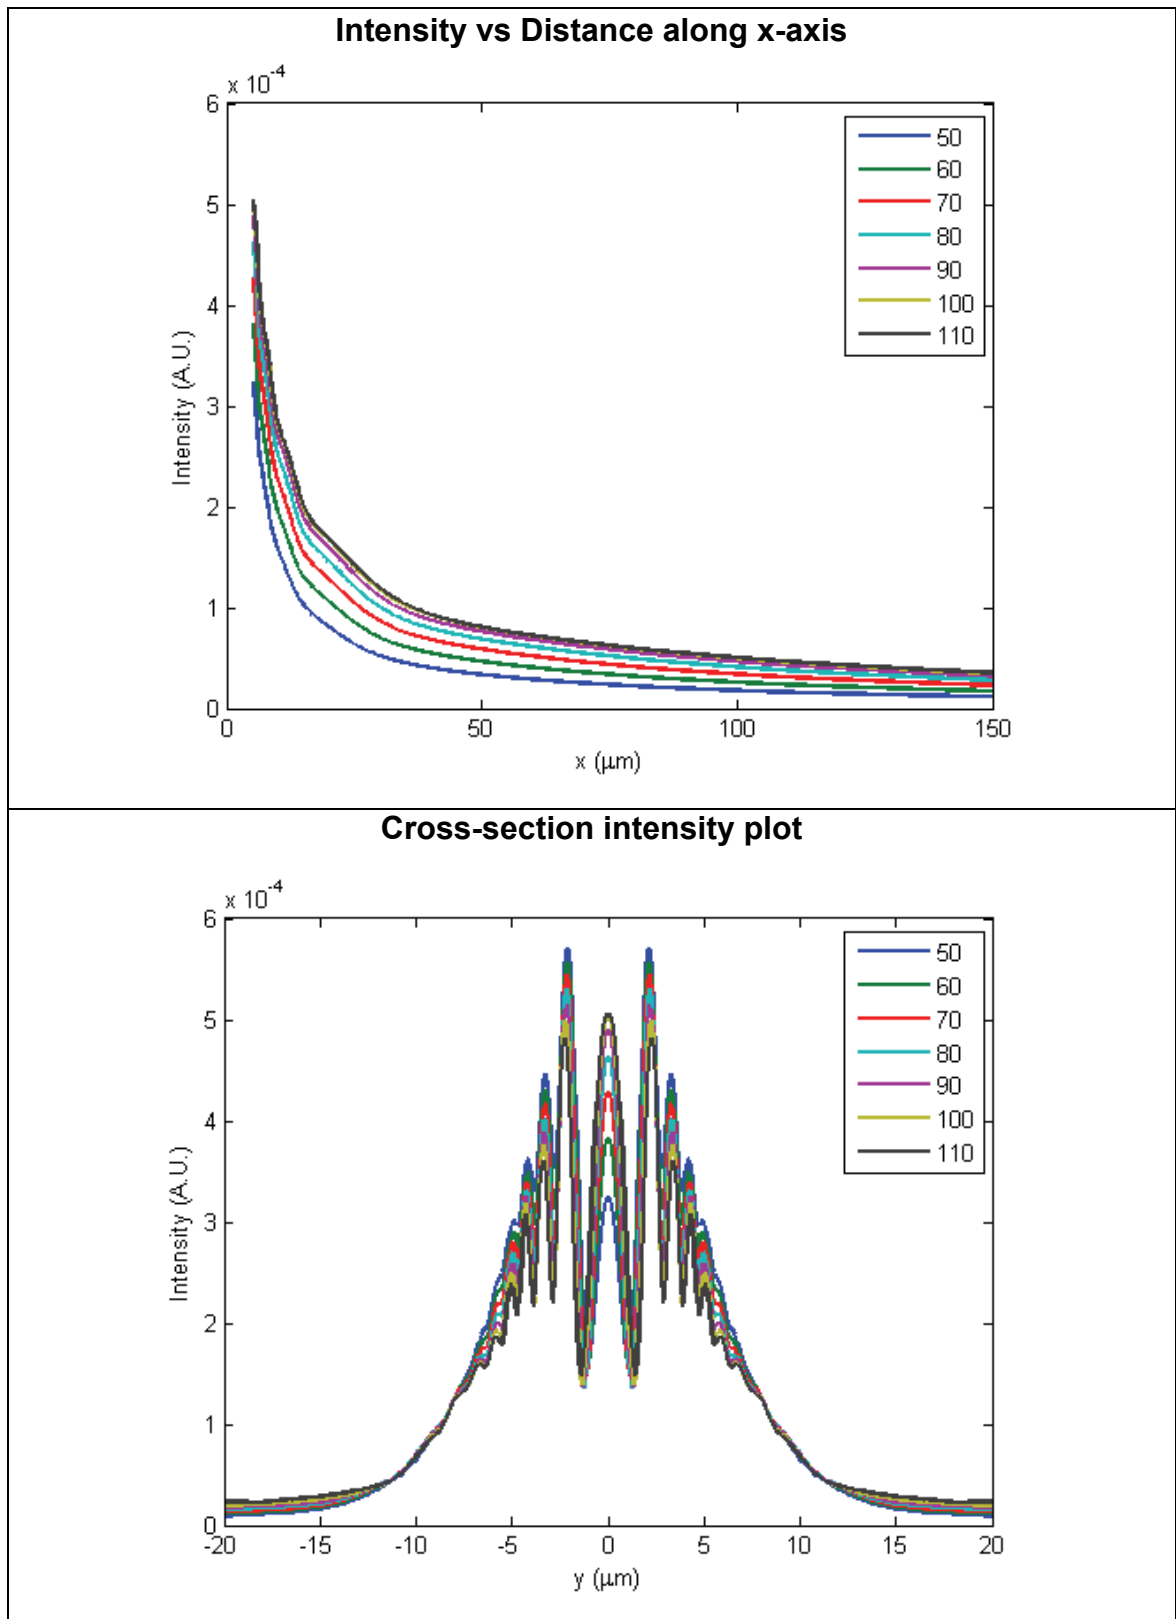 Intensity vs Distance along x-axis
x 10^-4
6
5
4
3
2
1
0
Intensity (A.U.)
50
60
70
80
90
100
110
0 50 100 150
x (μm)
Cross-section intensity plot
x 10^-4
6
5
4
3
2
1
0
Intensity (A.U.)
50
60
70
80
90
100
110
-20 -15 -10 -5 0 5 10 15 20
y (μm)